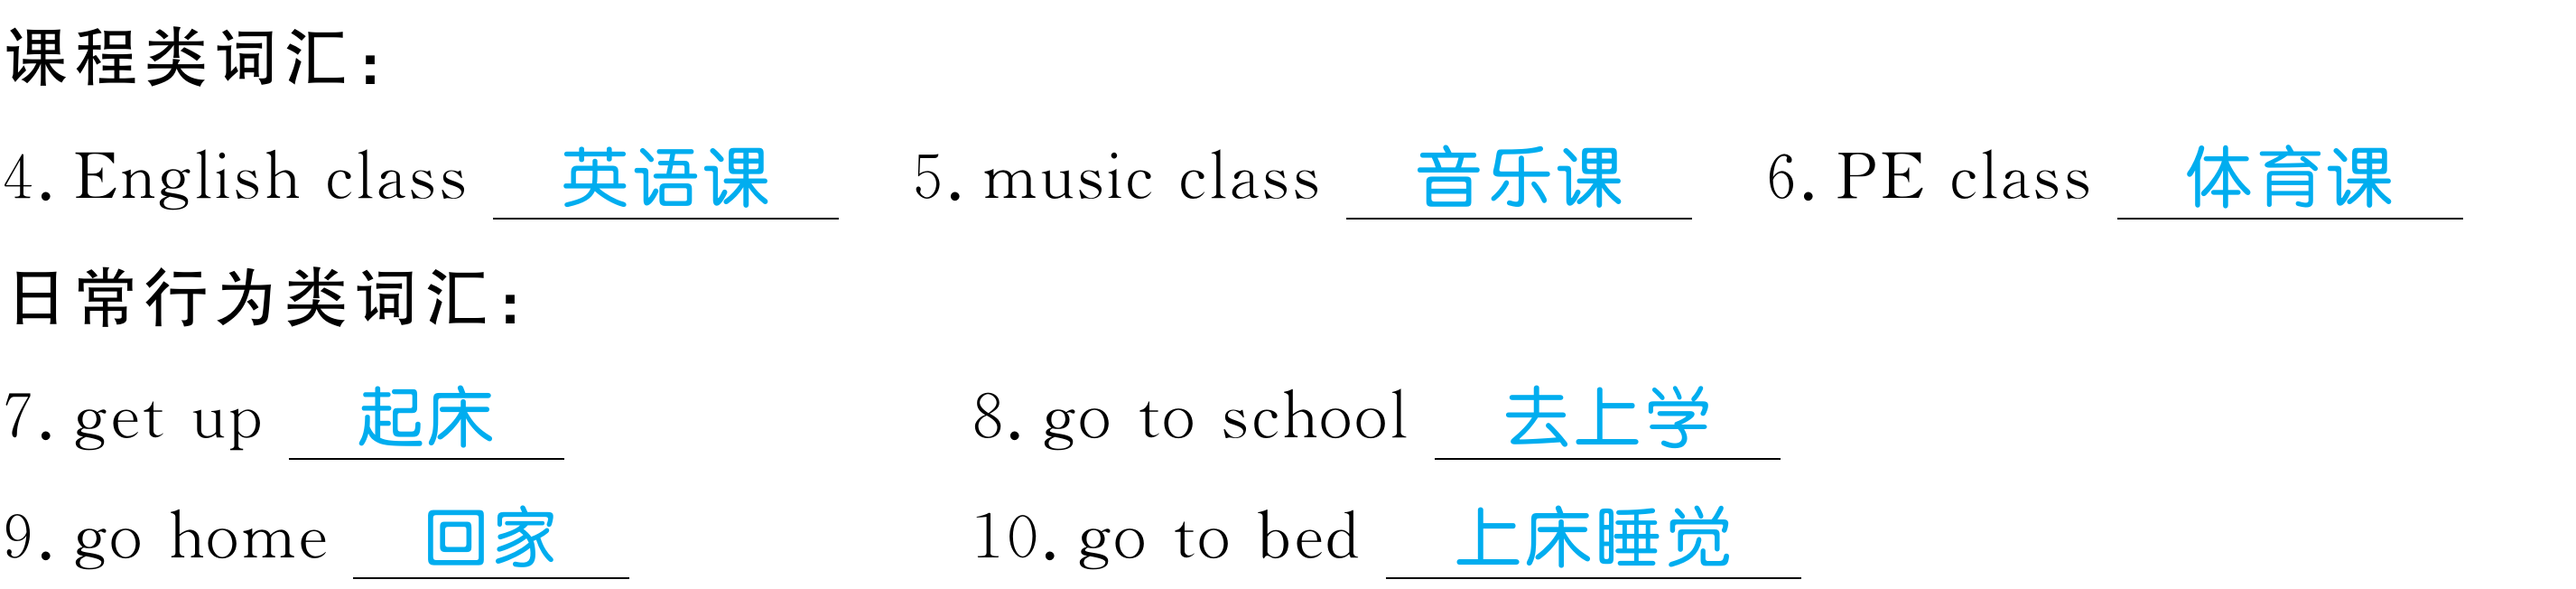 课程类词汇：
4. English class 英语课 5. music class 音乐课 6. PE class 体育课
日常行为类词汇：
7. get up 起床 8. go to school 去上学
9. go home 回家 10. go to bed 上床睡觉